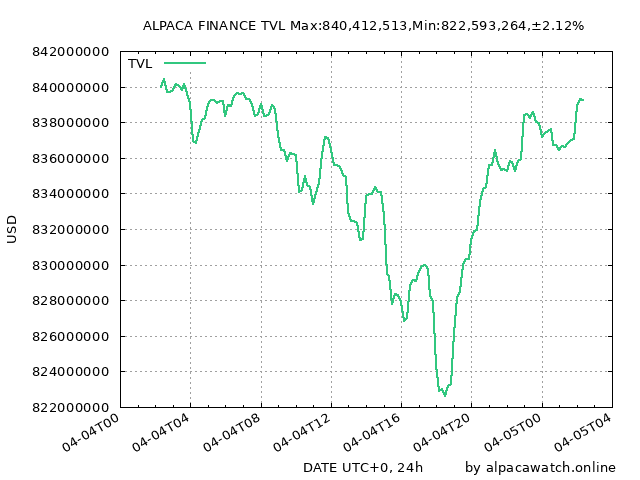 ALPACA FINANCE TVL Max:840,412,513,Min:822,593,264,±2.12%
TVL
842000000
840000000
838000000
836000000
834000000
832000000
830000000
828000000
826000000
824000000
822000000
USD
04-04T00
04-04T04
04-04T08
04-04T12
04-04T16
04-04T20
04-05T00
04-05T04
DATE UTC+0, 24h
by alpacawatch.online